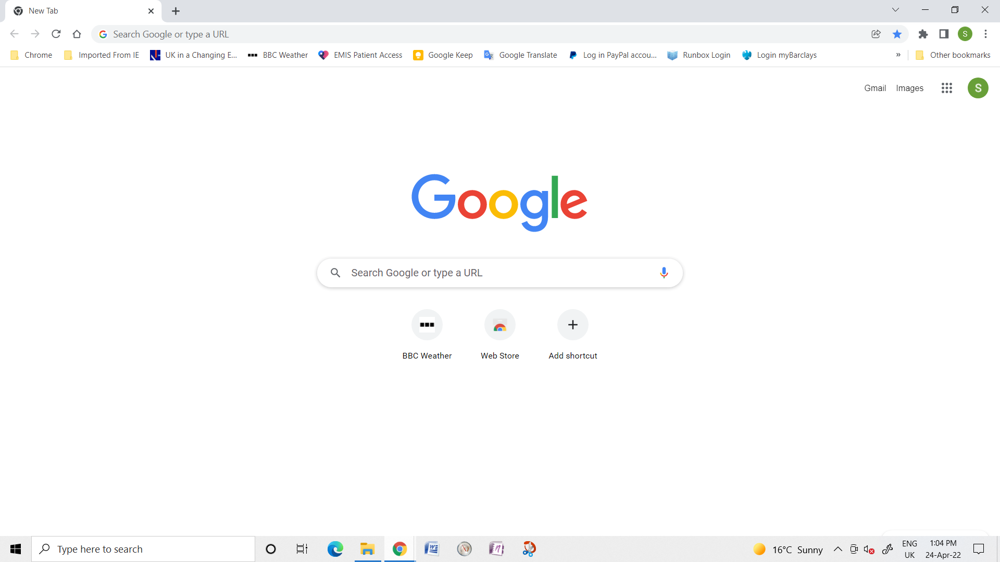 New Tab
Search Google or type a URL
S
Chrome
Imported From IE
UK in a Changing E...
BBC Weather
EMIS Patient Access
Google Keep
Google Translate
Log in PayPal accou...
Runbox Login
Login myBarclays
»
Other bookmarks
Gmail
Images
S
Google
Search Google or type a URL
BBC Weather
Web Store
Add shortcut
Type here to search
16°C Sunny
ENG
UK
1:04 PM
24-Apr-22